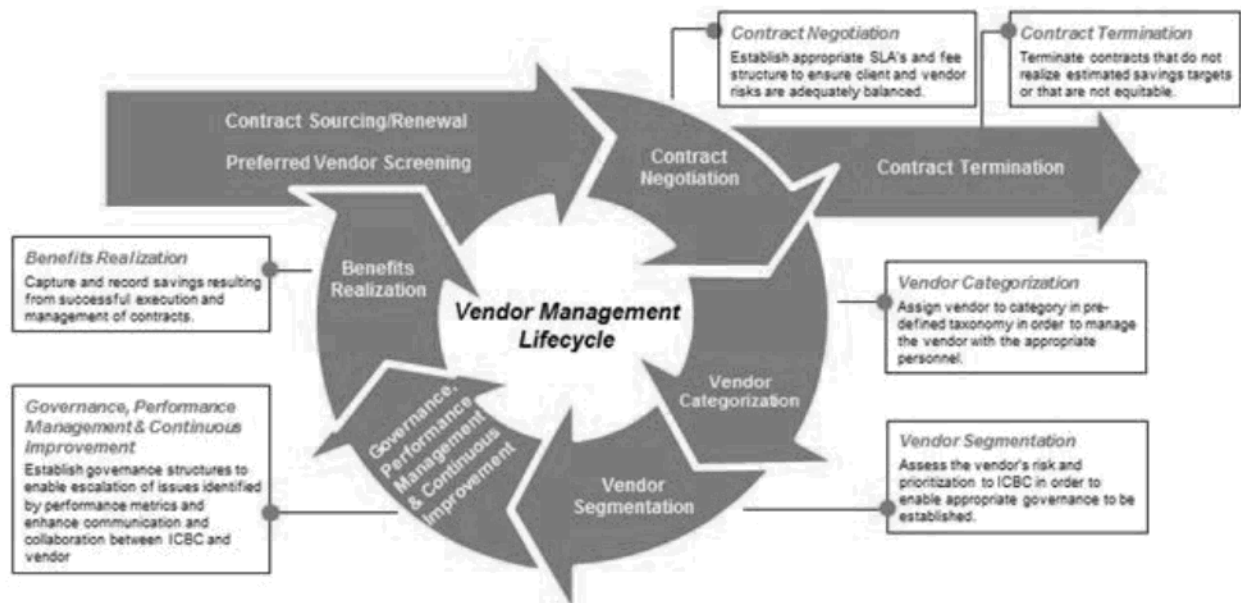 Contract Negotiation
Establish appropriate SLA's and fee
structure to ensure client and vendor
risks are adequately balanced.
Contract Termination
Terminate contracts that do not
realize estimated savings targets
or that are not equitable.
Contract Sourcing/Renewal
Preferred Vendor Screening
Contract
Negotiation
Contract Termination
Benefits Realization
Capture and record savings resulting
from successful execution and
management of contracts.
Benefits
Realization
Vendor Management
Lifecycle
Vendor Categorization
Assign vendor to category in pre-
defined taxonomy in order to manage
the vendor with the appropriate
personnel.
Vendor
Categorization
Governance, Performance
Management & Continuous
Improvement
Establish governance structures to
enable escalation of issues identified
by performance metrics and
enhance communication and
collaboration between ICBC and
vendor
Governance,
Performance
Management
& Continuous
Improvement
Vendor
Segmentation
Vendor Segmentation
Assess the vendor's risk and
prioritization to ICBC in order to
enable appropriate governance to be
established.